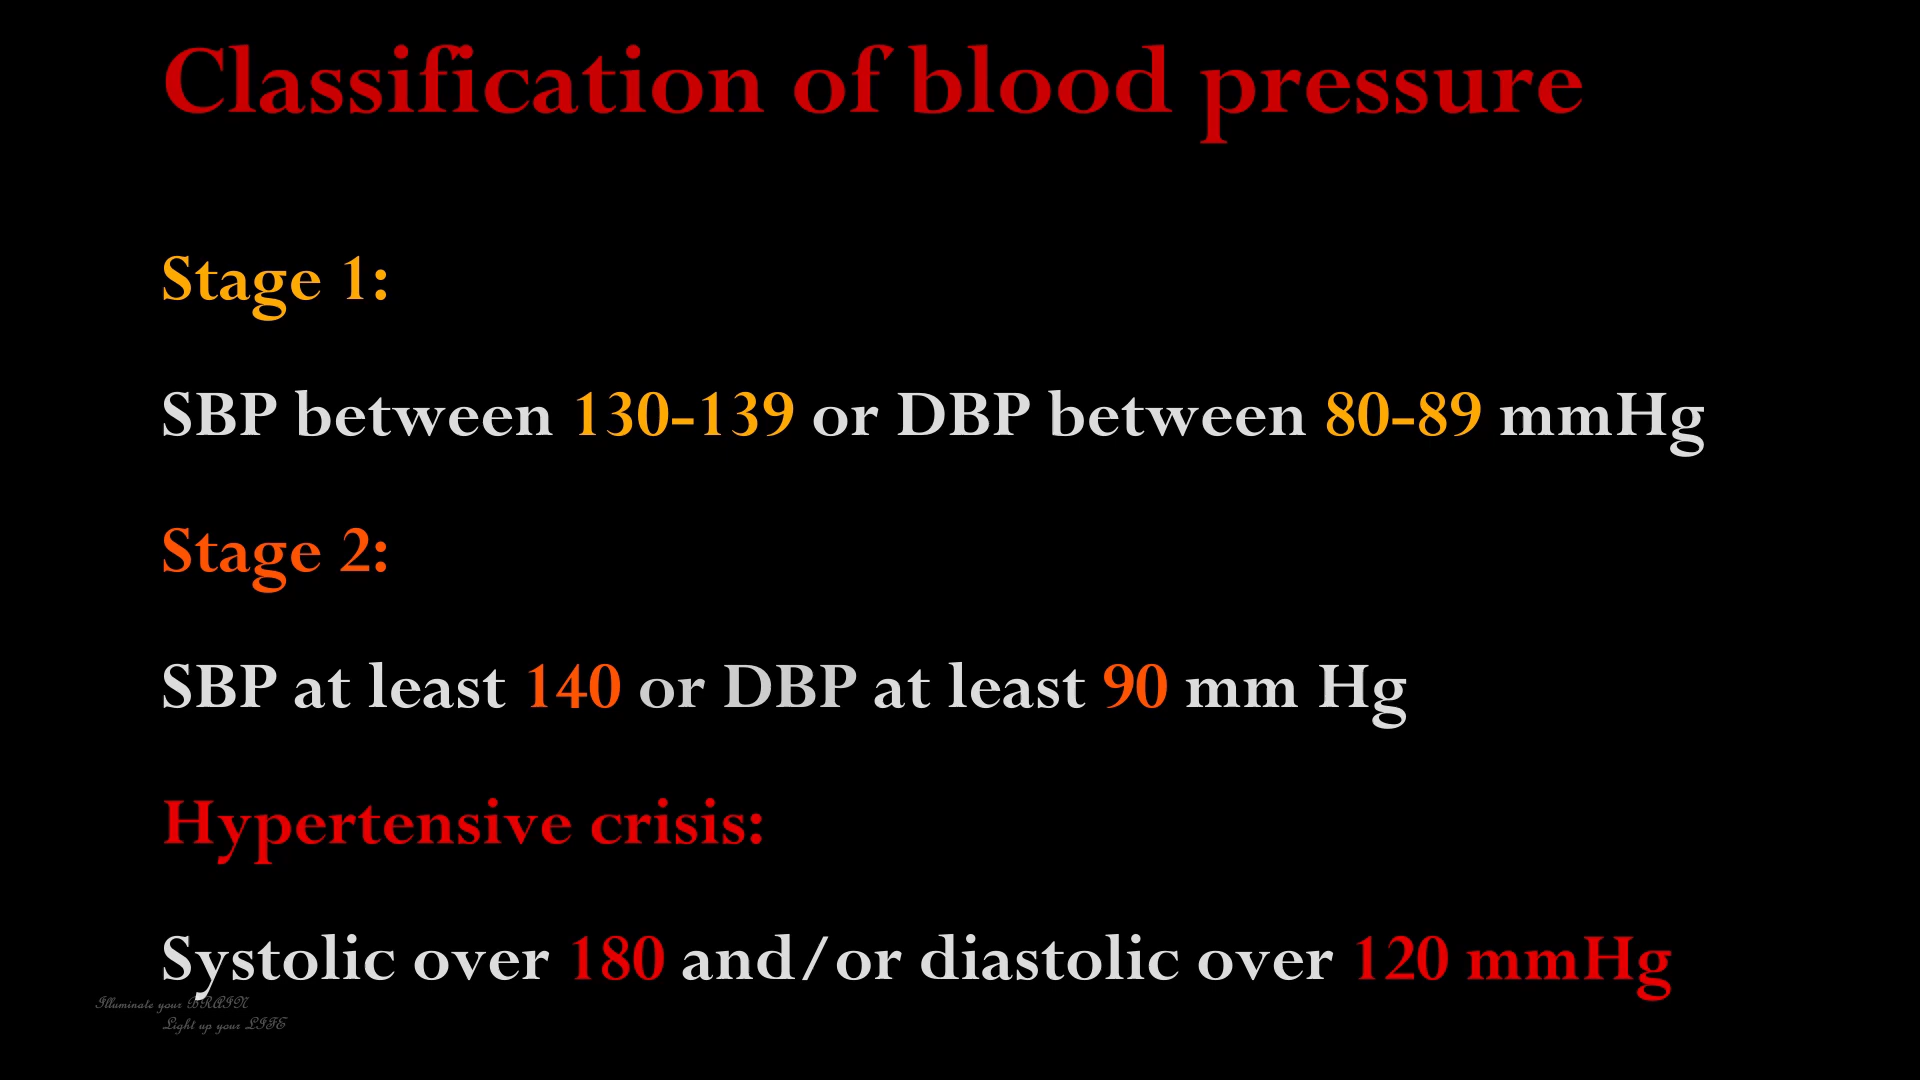 Classification of blood pressure
Stage 1:
SBP between 130-139 or DBP between 80-89 mmHg
Stage 2:
SBP at least 140 or DBP at least 90 mm Hg
Hypertensive crisis:
Systolic over 180 and/or diastolic over 120 mmHg
Illuminate your BRAIN
Light up your LIFE